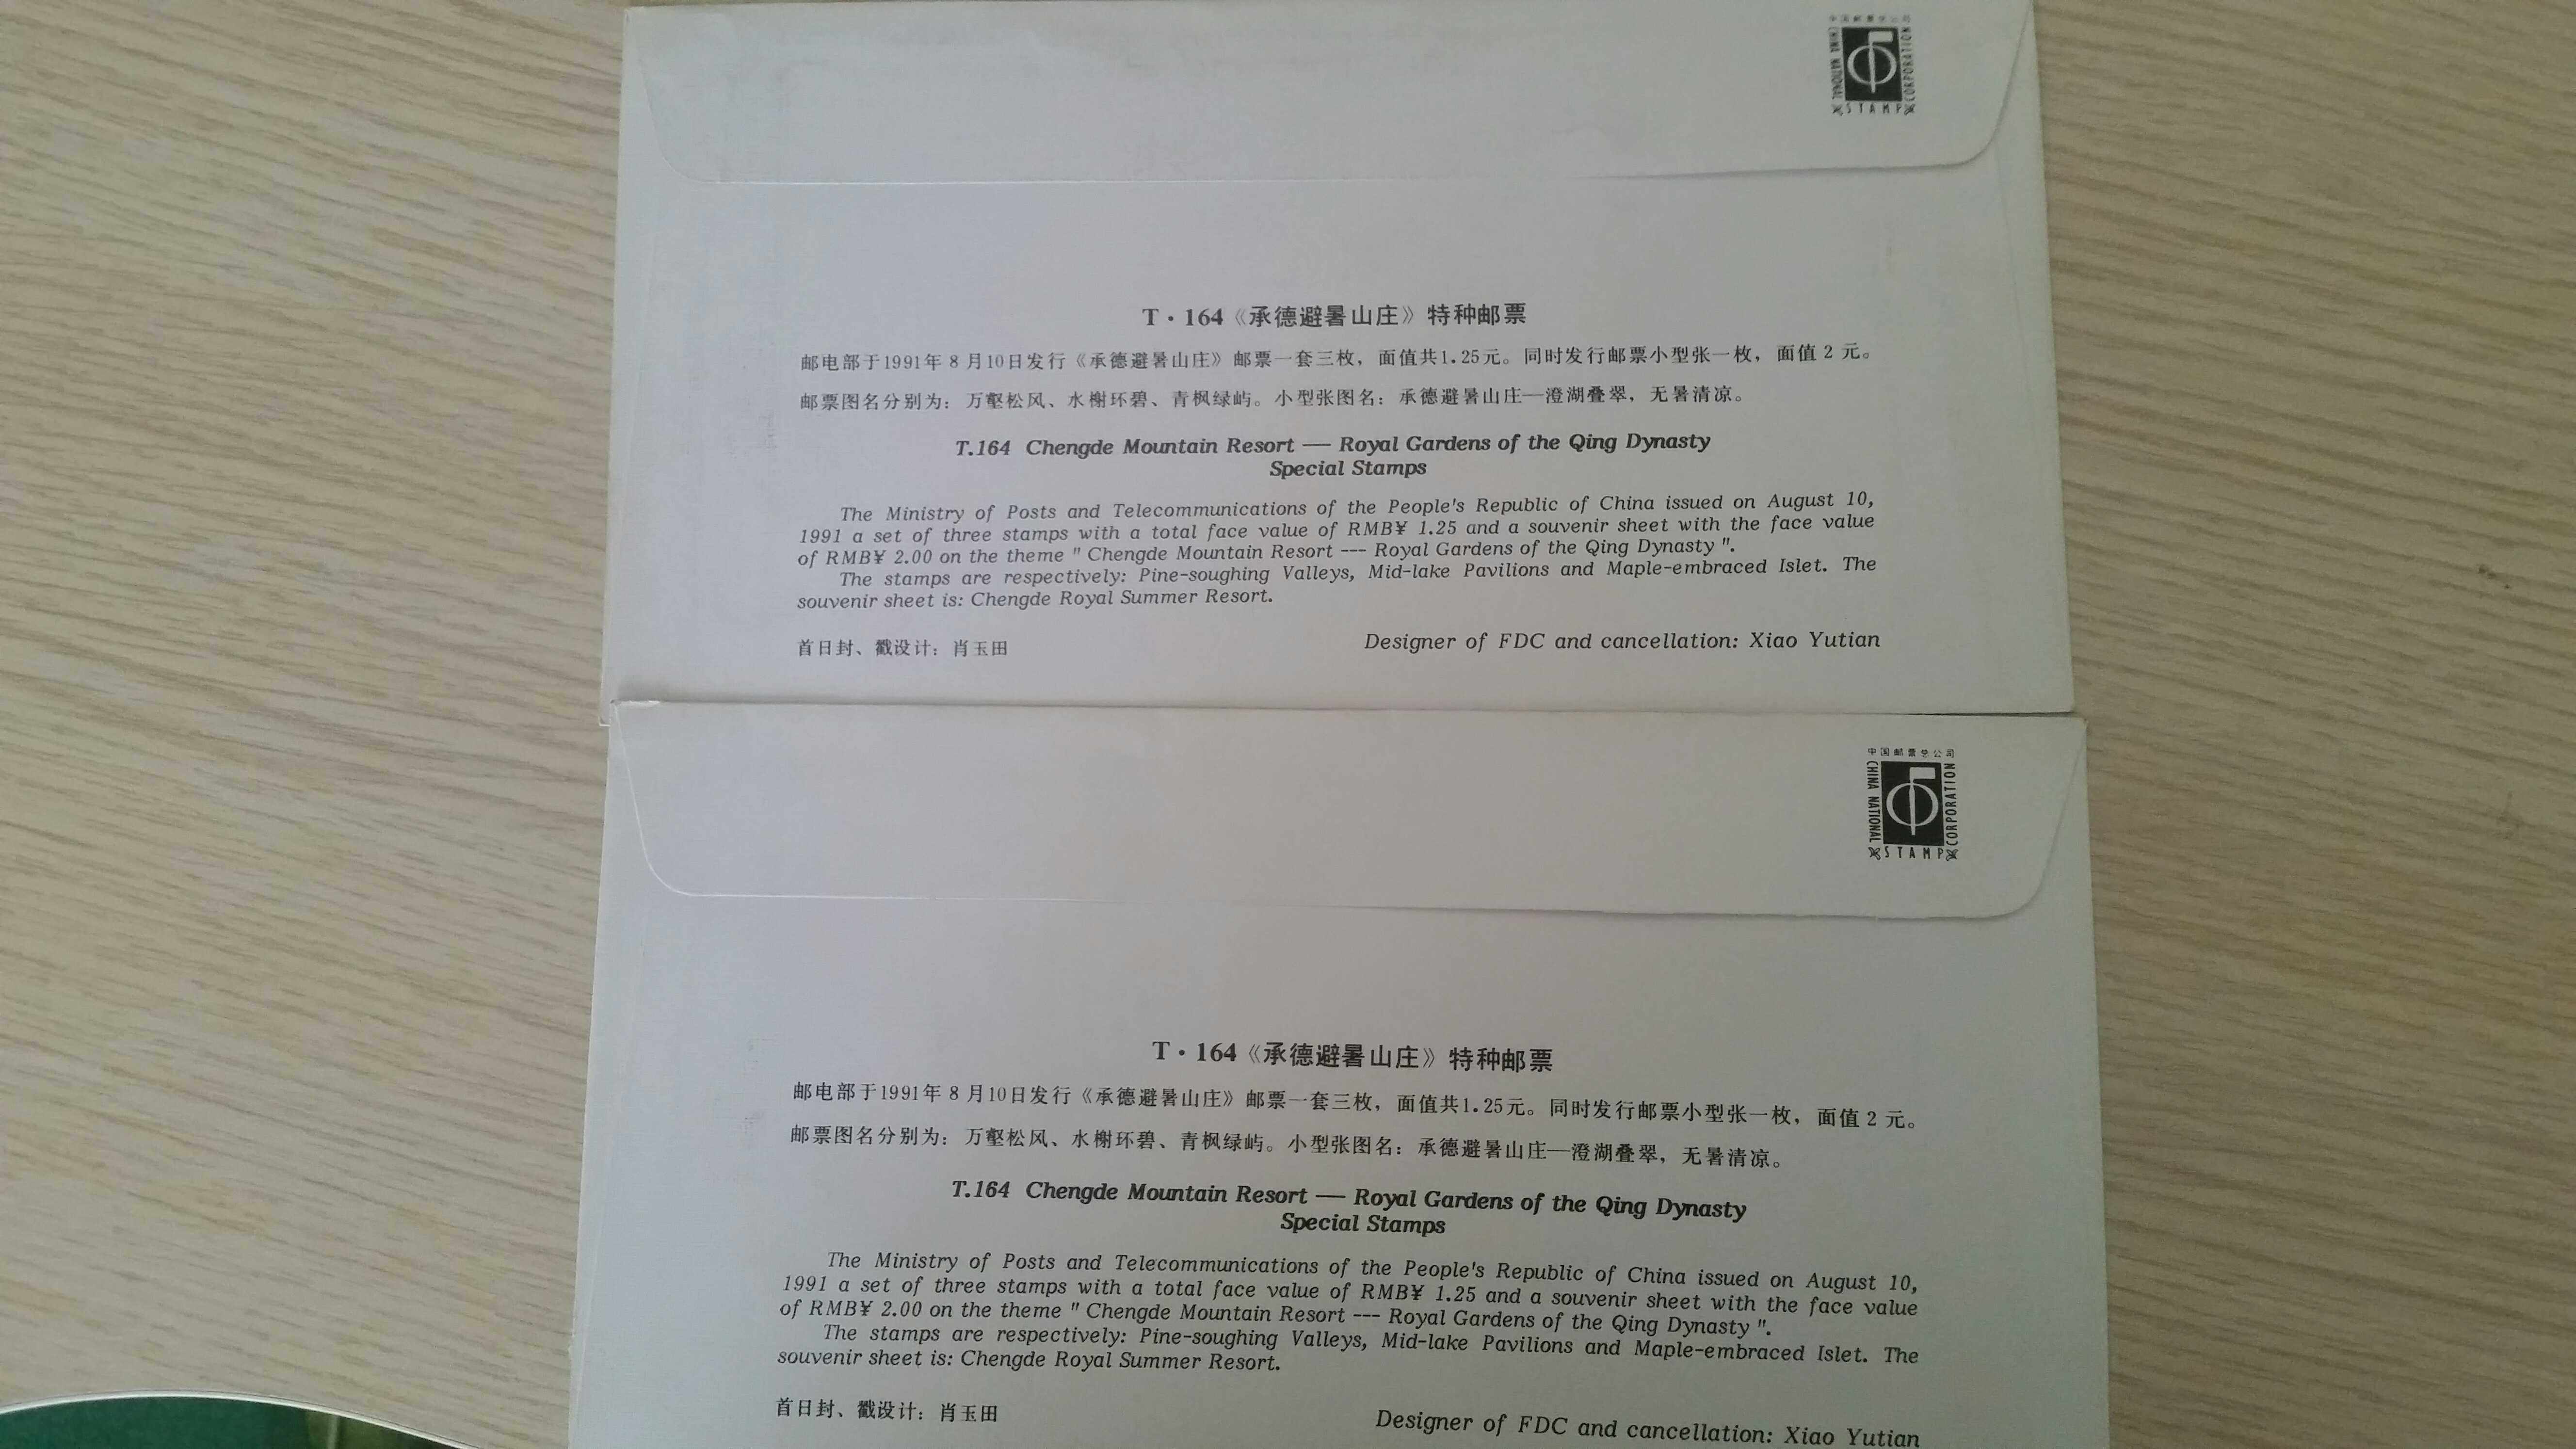 中国邮票总公司
CHINA NATIONAL
STAMP
CORPORATION
T·164《承德避暑山庄》特种邮票
邮电部于1991年8月10日发行《承德避暑山庄》邮票一套三枚，面值共1.25元。同时发行邮票小型张一枚，面值2元。
邮票图名分别为：万壑松风、水榭环碧、青枫绿屿。小型张图名：承德避暑山庄—澄湖叠翠，无暑清凉。
T.164 Chengde Mountain Resort — Royal Gardens of the Qing Dynasty
Special Stamps
The Ministry of Posts and Telecommunications of the People's Republic of China issued on August 10,
1991 a set of three stamps with a total face value of RMB¥ 1.25 and a souvenir sheet with the face value
of RMB¥ 2.00 on the theme " Chengde Mountain Resort --- Royal Gardens of the Qing Dynasty ".
The stamps are respectively: Pine-soughing Valleys, Mid-lake Pavilions and Maple-embraced Islet. The
souvenir sheet is: Chengde Royal Summer Resort.
首日封、戳设计：肖玉田 Designer of FDC and cancellation: Xiao Yutian
中国邮票总公司
CHINA NATIONAL
STAMP
CORPORATION
T·164《承德避暑山庄》特种邮票
邮电部于1991年8月10日发行《承德避暑山庄》邮票一套三枚，面值共1.25元。同时发行邮票小型张一枚，面值2元。
邮票图名分别为：万壑松风、水榭环碧、青枫绿屿。小型张图名：承德避暑山庄—澄湖叠翠，无暑清凉。
T.164 Chengde Mountain Resort — Royal Gardens of the Qing Dynasty
Special Stamps
The Ministry of Posts and Telecommunications of the People's Republic of China issued on August 10,
1991 a set of three stamps with a total face value of RMB¥ 1.25 and a souvenir sheet with the face value
of RMB¥ 2.00 on the theme " Chengde Mountain Resort --- Royal Gardens of the Qing Dynasty ".
The stamps are respectively: Pine-soughing Valleys, Mid-lake Pavilions and Maple-embraced Islet. The
souvenir sheet is: Chengde Royal Summer Resort.
首日封、戳设计：肖玉田 Designer of FDC and cancellation: Xiao Yutian